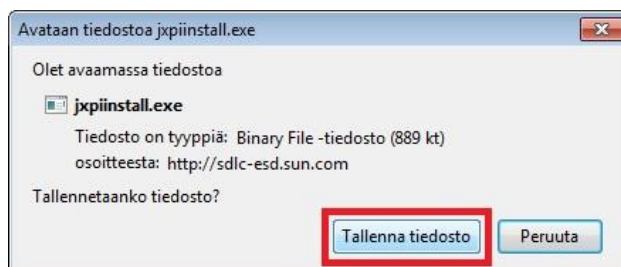 Avataan tiedostoa jxpiinstall.exe
Olet avaamassa tiedostoa
jxpiinstall.exe
Tiedosto on tyyppiä: Binary File -tiedosto (889 kt)
osoitteesta: http://sdlc-esd.sun.com
Tallennetaanko tiedosto?
Tallenna tiedosto Peruuta